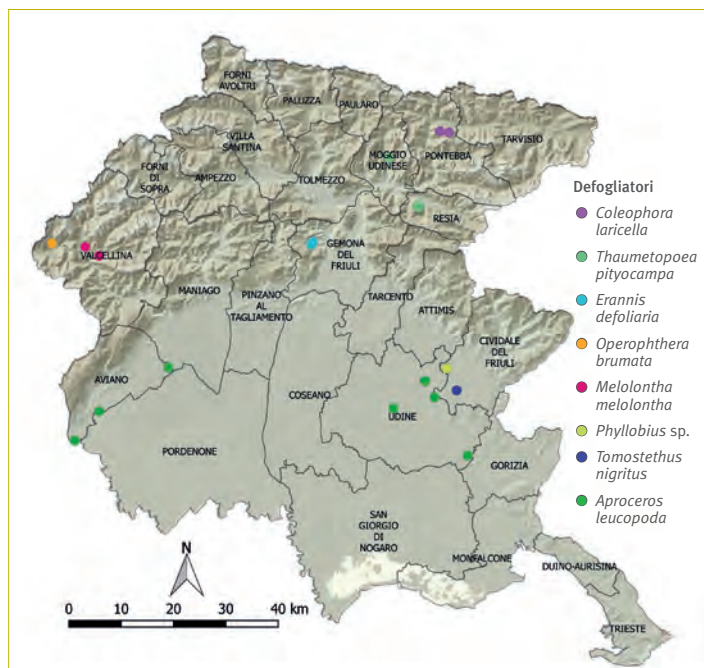 FORNI
AVOLTRI
PALUZZA
PAULARO
VILLA
SANTINA
FORNI
DI
SOPRA
AMPEZZO
TOLMEZZO
MOGGIO
UDINESE
PONTEBBA
TARVISIO
RESIA
VALCELLINA
GEMONA
DEL
FRIULI
MANIAGO
PINZANO
AL
TAGLIAMENTO
TARCENTO
ATTIMIS
CIVIDALE
DEL
FRIULI
AVIANO
COSEANO
UDINE
PORDENONE
GORIZIA
SAN
GIORGIO
DI
NOGARO
MONFALCONE
DUINO-AURISINA
TRIESTE
N
0 10 20 30 40 km
Defogliatori
Coleophora
laricella
Thaumetopoea
pityocampa
Erannis
defoliaria
Operophthera
brumata
Melolontha
melolontha
Phyllobius sp.
Tomostethus
nigritus
Aproceros
leucopoda